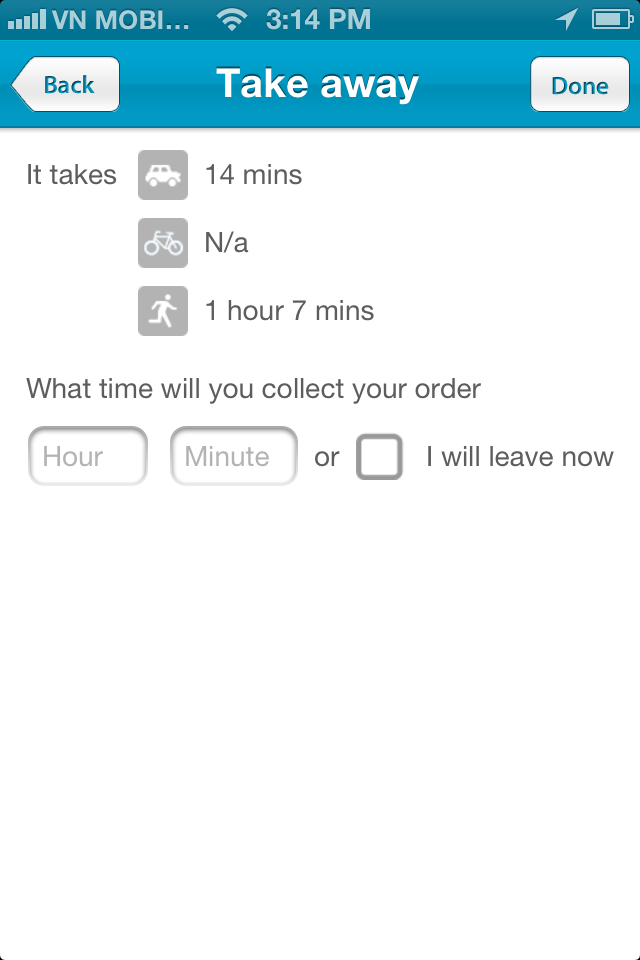 VN MOBI... 3:14 PM
Back Take away Done
It takes 14 mins
N/a
1 hour 7 mins
What time will you collect your order
Hour Minute or I will leave now